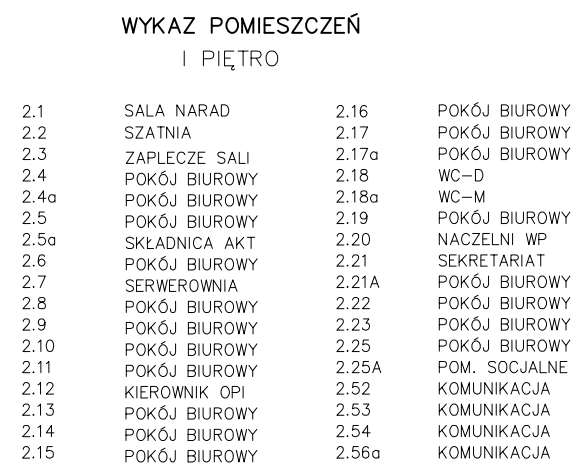 WYKAZ POMIESZCZEŃ
I PIĘTRO
2.1 SALA NARAD
2.2 SZATNIA
2.3 ZAPLECZE SALI
2.4 POKÓJ BIUROWY
2.4a POKÓJ BIUROWY
2.5 POKÓJ BIUROWY
2.5a SKŁADNICA AKT
2.6 POKÓJ BIUROWY
2.7 SERWEROWNIA
2.8 POKÓJ BIUROWY
2.9 POKÓJ BIUROWY
2.10 POKÓJ BIUROWY
2.11 POKÓJ BIUROWY
2.12 KIEROWNIK OPI
2.13 POKÓJ BIUROWY
2.14 POKÓJ BIUROWY
2.15 POKÓJ BIUROWY
2.16 POKÓJ BIUROWY
2.17 POKÓJ BIUROWY
2.17a POKÓJ BIUROWY
2.18 WC-D
2.18a WC-M
2.19 POKÓJ BIUROWY
2.20 NACZELNI WP
2.21 SEKRETARIAT
2.21A POKÓJ BIUROWY
2.22 POKÓJ BIUROWY
2.23 POKÓJ BIUROWY
2.25 POKÓJ BIUROWY
2.25A POM. SOCJALNE
2.52 KOMUNIKACJA
2.53 KOMUNIKACJA
2.54 KOMUNIKACJA
2.56a KOMUNIKACJA